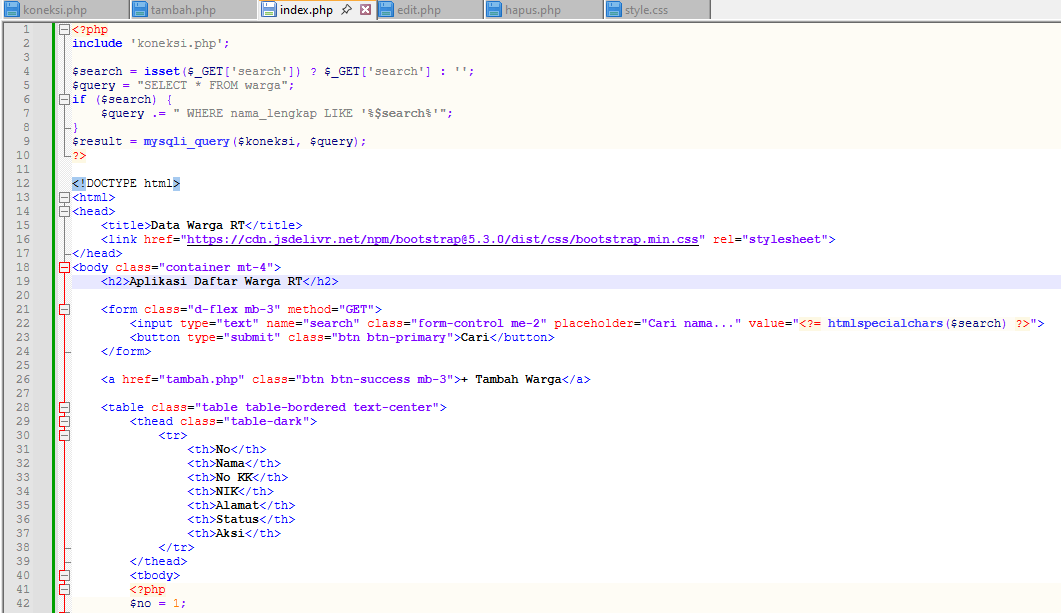 koneksi.php tambah.php index.php edit.php hapus.php style.css
1 <?php
2 include 'koneksi.php';
3
4 $search = isset($_GET['search']) ? $_GET['search'] : '';
5 $query = "SELECT * FROM warga";
6 if ($search) {
7     $query .= " WHERE nama_lengkap LIKE '%$search%'";
8 }
9 $result = mysqli_query($koneksi, $query);
10 ?>
11
12 <!DOCTYPE html>
13 <html>
14 <head>
15     <title>Data Warga RT</title>
16     <link href="https://cdn.jsdelivr.net/npm/bootstrap@5.3.0/dist/css/bootstrap.min.css" rel="stylesheet">
17 </head>
18 <body class="container mt-4">
19     <h2>Aplikasi Daftar Warga RT</h2>
20
21     <form class="d-flex mb-3" method="GET">
22         <input type="text" name="search" class="form-control me-2" placeholder="Cari nama..." value="<?= htmlspecialchars($search) ?>">
23         <button type="submit" class="btn btn-primary">Cari</button>
24     </form>
25
26     <a href="tambah.php" class="btn btn-success mb-3">+ Tambah Warga</a>
27
28     <table class="table table-bordered text-center">
29         <thead class="table-dark">
30             <tr>
31                 <th>No</th>
32                 <th>Nama</th>
33                 <th>No KK</th>
34                 <th>NIK</th>
35                 <th>Alamat</th>
36                 <th>Status</th>
37                 <th>Aksi</th>
38             </tr>
39         </thead>
40         <tbody>
41         <?php
42         $no = 1;